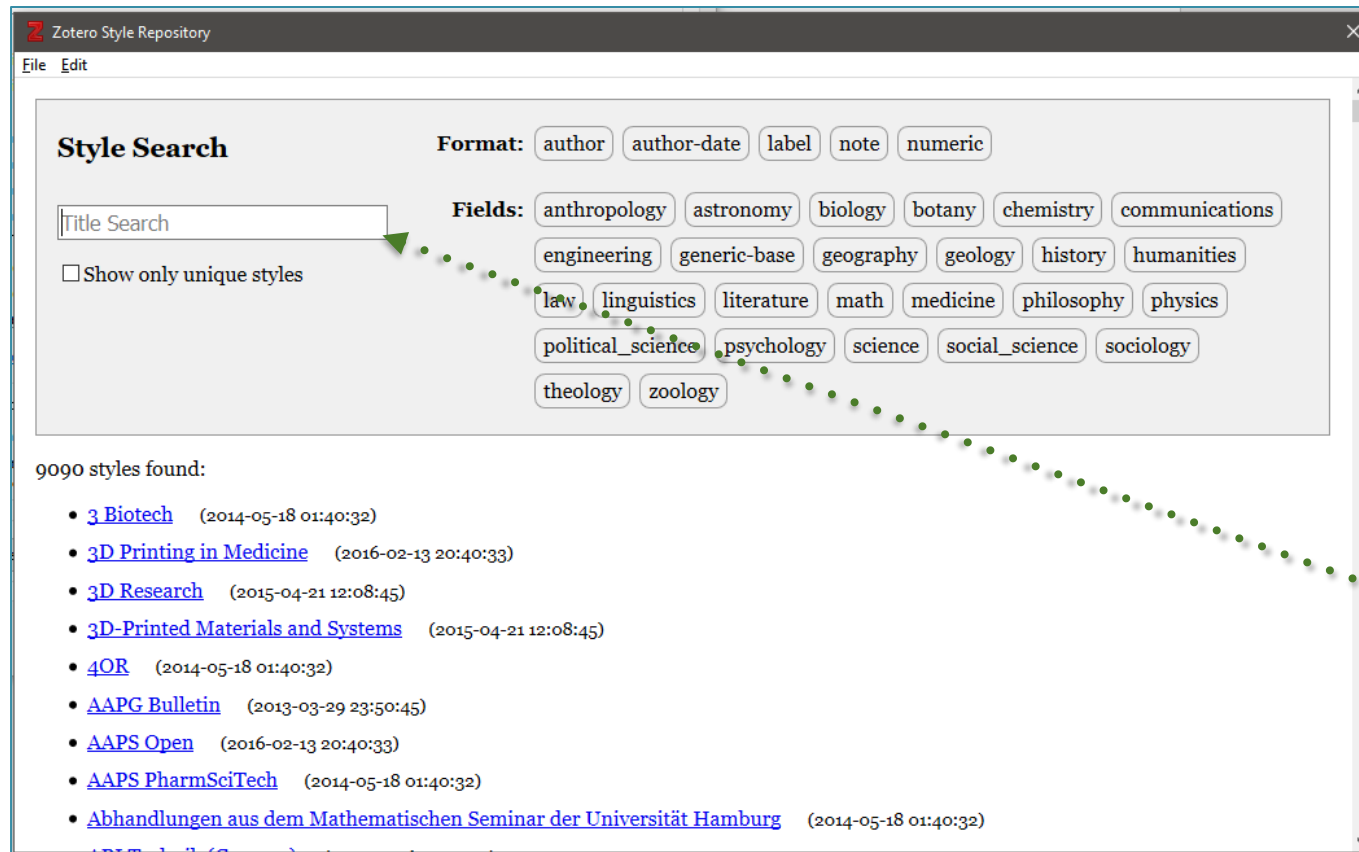 Zotero Style Repository
File Edit
Style Search
Format: author author-date label note numeric
Title Search
Show only unique styles
Fields: anthropology astronomy biology botany chemistry communications
engineering generic-base geography geology history humanities
law linguistics literature math medicine philosophy physics
political_science psychology science social_science sociology
theology zoology
9090 styles found:
3 Biotech (2014-05-18 01:40:32)
3D Printing in Medicine (2016-02-13 20:40:33)
3D Research (2015-04-21 12:08:45)
3D-Printed Materials and Systems (2015-04-21 12:08:45)
4OR (2014-05-18 01:40:32)
AAPG Bulletin (2013-03-29 23:50:45)
AAPS Open (2016-02-13 20:40:33)
AAPS PharmSciTech (2014-05-18 01:40:32)
Abhandlungen aus dem Mathematischen Seminar der Universität Hamburg (2014-05-18 01:40:32)